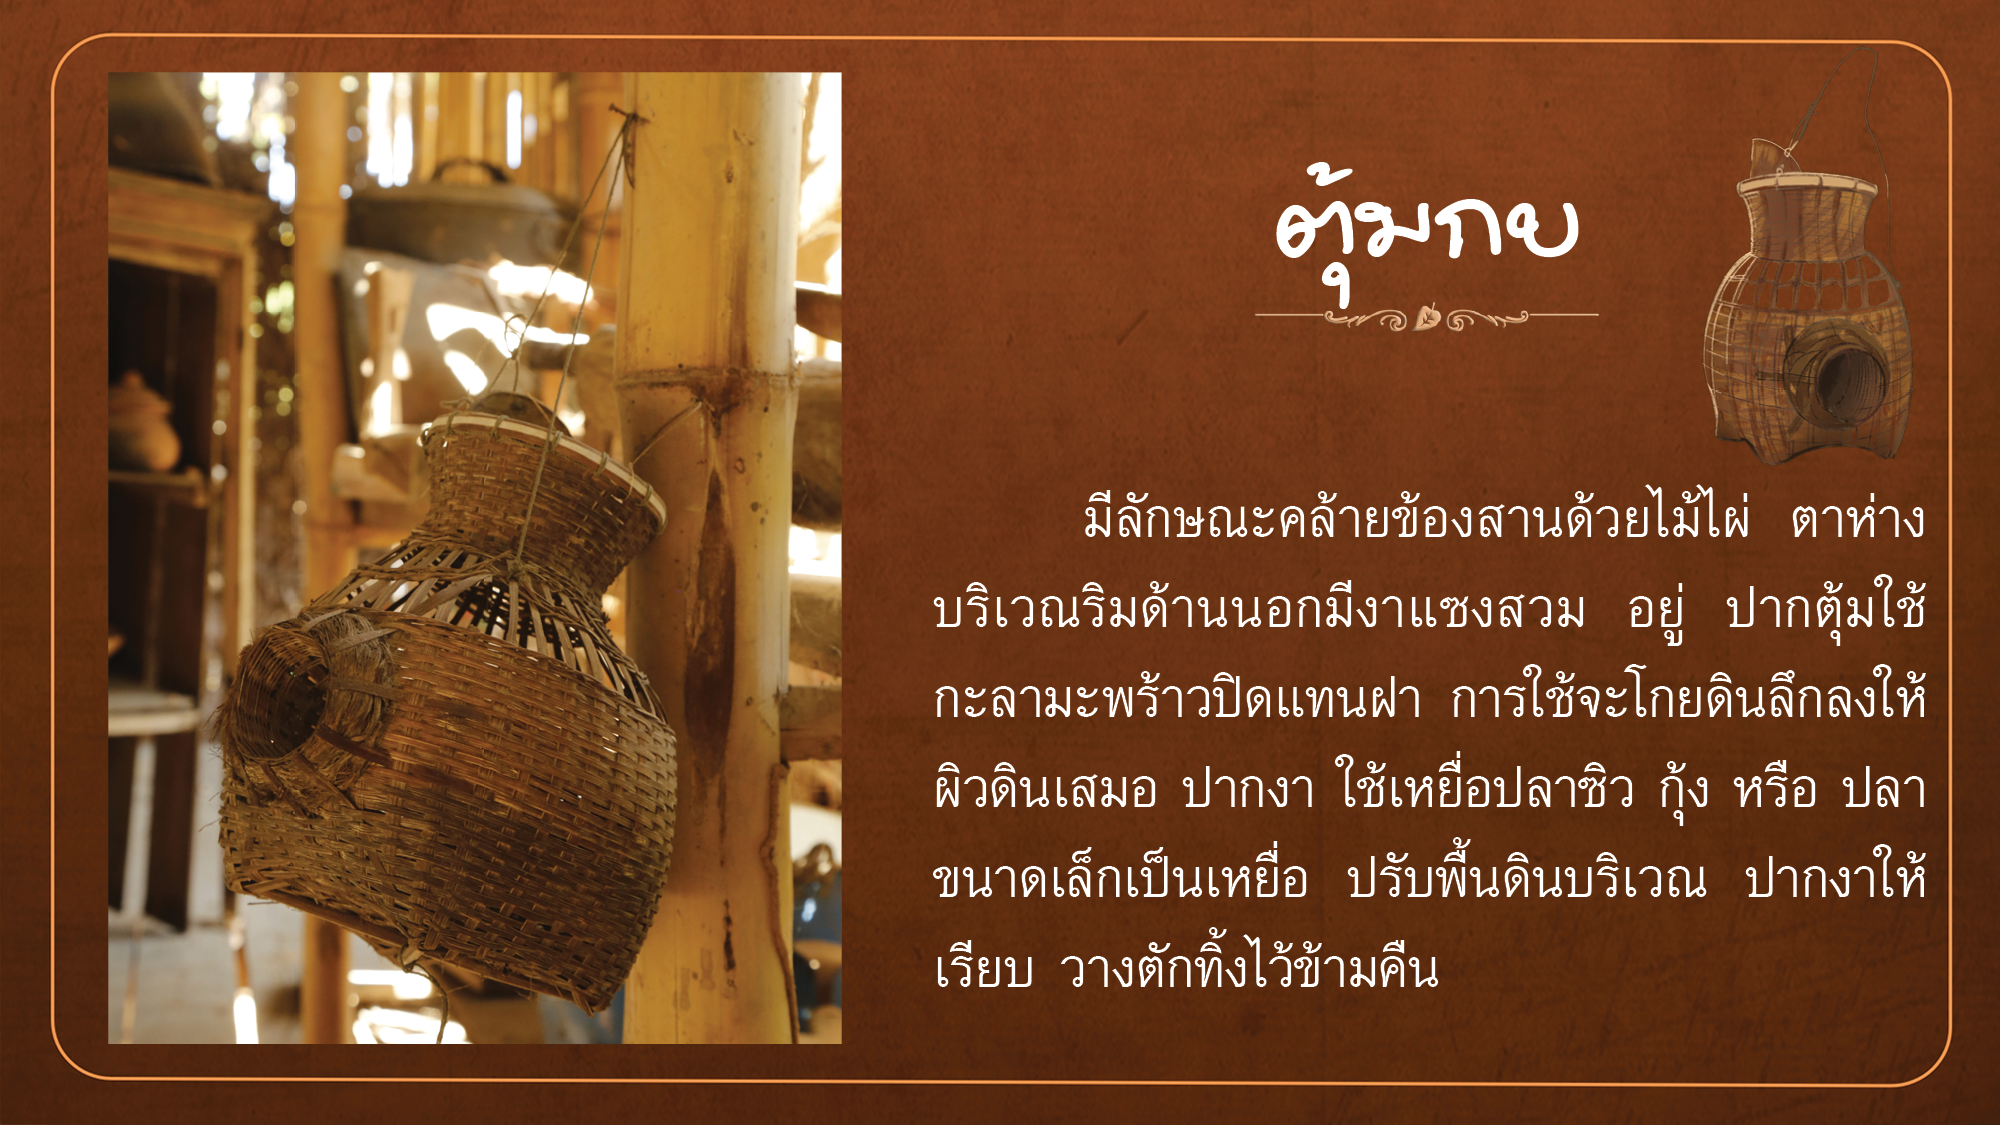 ตุ้มกย
มีลักษณะคล้ายข้องสานด้วยไม้ไผ่ ตาห่าง
บริเวณริมด้านนอกมีงาแซงสวม อยู่ ปากตุ้มใช้
กะลามะพร้าวปิดแทนฝา การใช้จะโกยดินลึกลงให้
ผิวดินเสมอ ปากงา ใช้เหยื่อปลาซิว กุ้ง หรือ ปลา
ขนาดเล็กเป็นเหยื่อ ปรับพื้นดินบริเวณ ปากงาให้
เรียบ วางตักทิ้งไว้ข้ามคืน